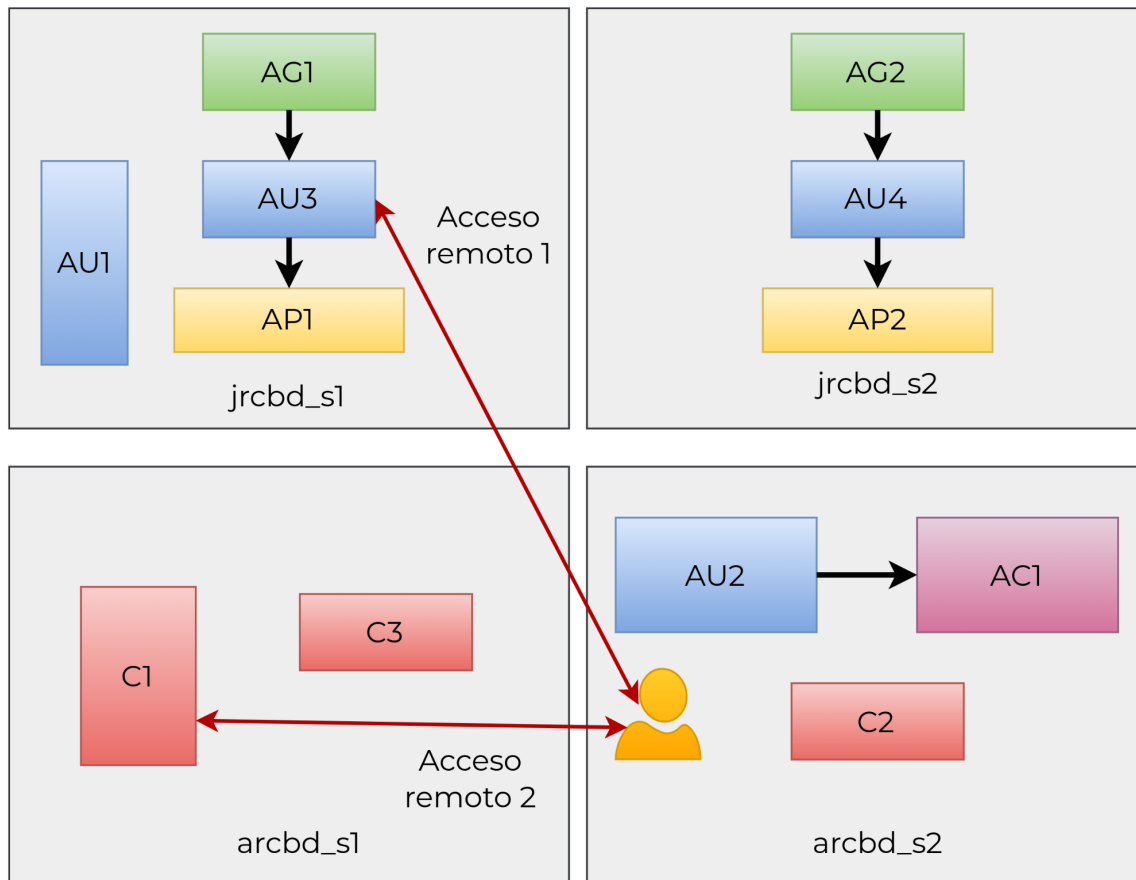 AG1
AU3
AU1
AP1
Acceso
remoto 1
jrcbd_s1
AG2
AU4
AP2
jrcbd_s2
C1
C3
Acceso
remoto 2
arcbd_s1
AU2
AC1
C2
arcbd_s2